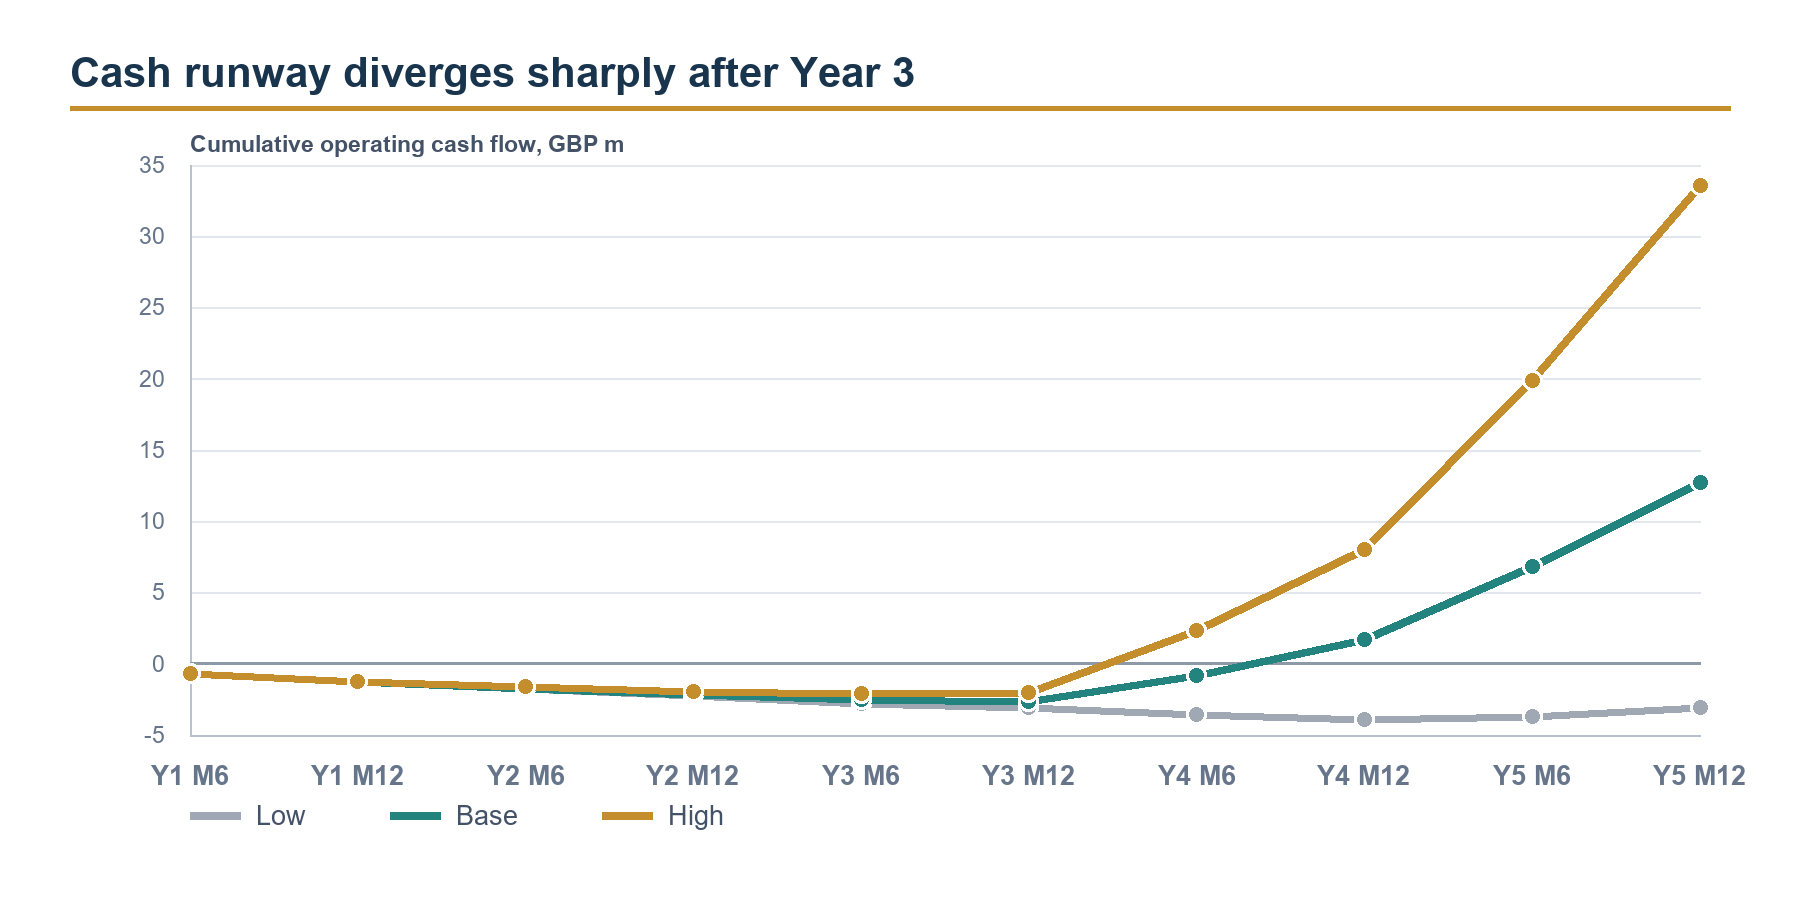 Cash runway diverges sharply after Year 3
Cumulative operating cash flow, GBP m
35
30
25
20
15
10
5
0
-5
Y1 M6 Y1 M12 Y2 M6 Y2 M12 Y3 M6 Y3 M12 Y4 M6 Y4 M12 Y5 M6 Y5 M12
Low Base High